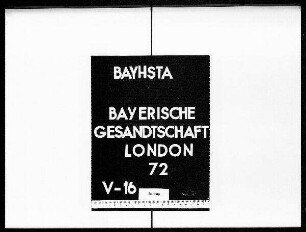 BAYHSTA
BAYERISCHE
GESANDTSCHAFT
LONDON
72
V-16